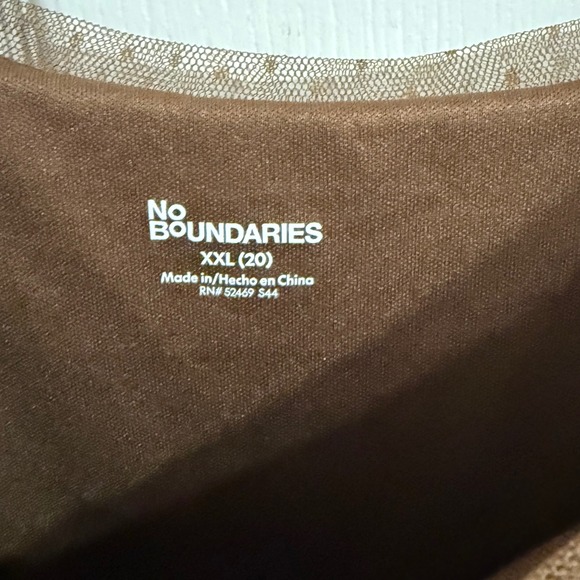 No
BoUNDARIES
XXL (20)
Made in/Hecho en China
RN# 52469 S44